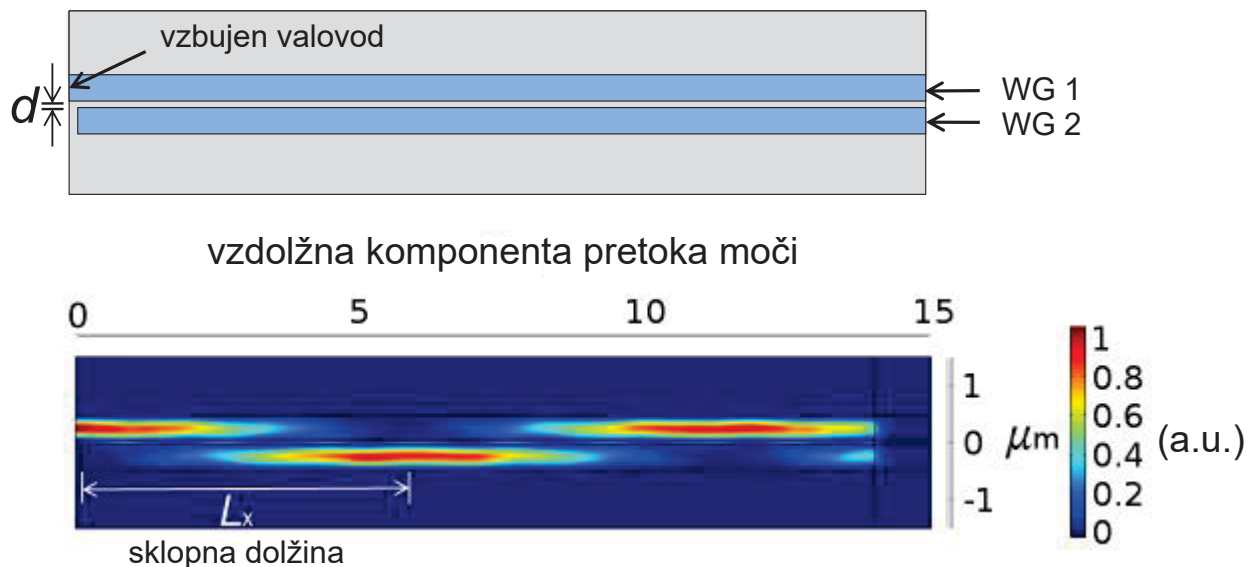 vzbujen valovod
d
WG 1
WG 2
vzdolžna komponenta pretoka moči
0 5 10 15
1
0
-1
μm
1
0.8
0.6
0.4
0.2
0
(a.u.)
Lx
sklopna dolžina